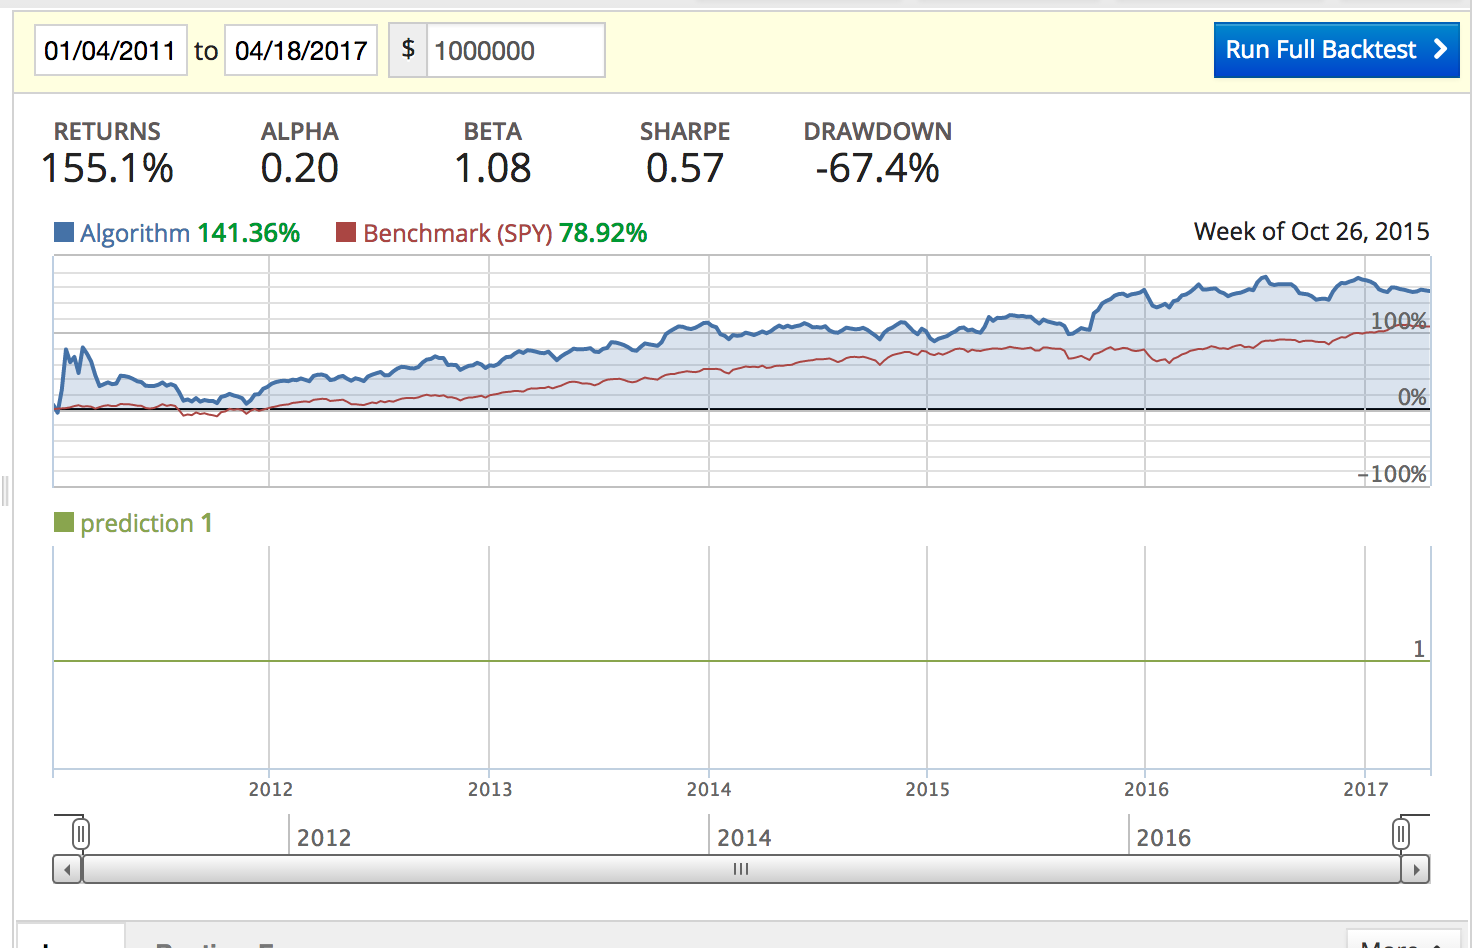 01/04/2011 to 04/18/2017 $ 1000000 Run Full Backtest
RETURNS ALPHA BETA SHARPE DRAWDOWN
155.1% 0.20 1.08 0.57 -67.4%
Algorithm 141.36% Benchmark (SPY) 78.92% Week of Oct 26, 2015
100%
0%
−100%
prediction 1
1
2012 2013 2014 2015 2016 2017
2012 2014 2016